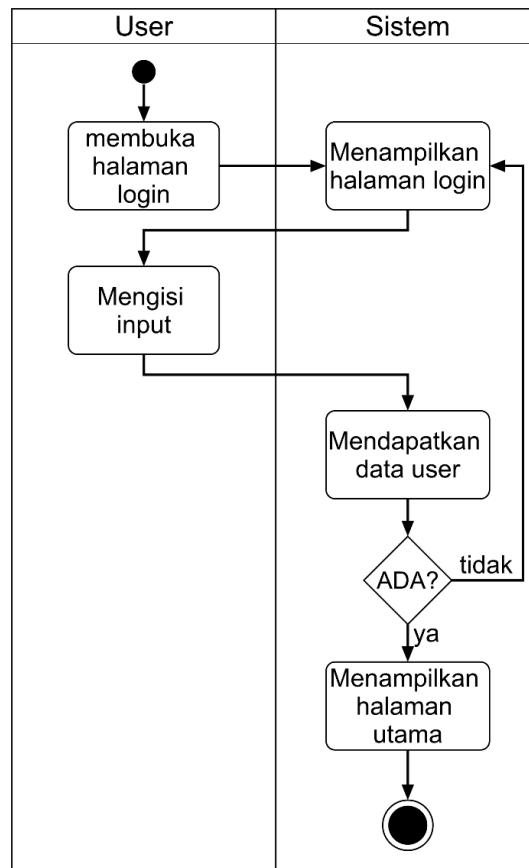 User
Sistem
membuka
halaman
login
Menampilkan
halaman login
Mengisi
input
Mendapatkan
data user
ADA?
tidak
ya
Menampilkan
halaman
utama